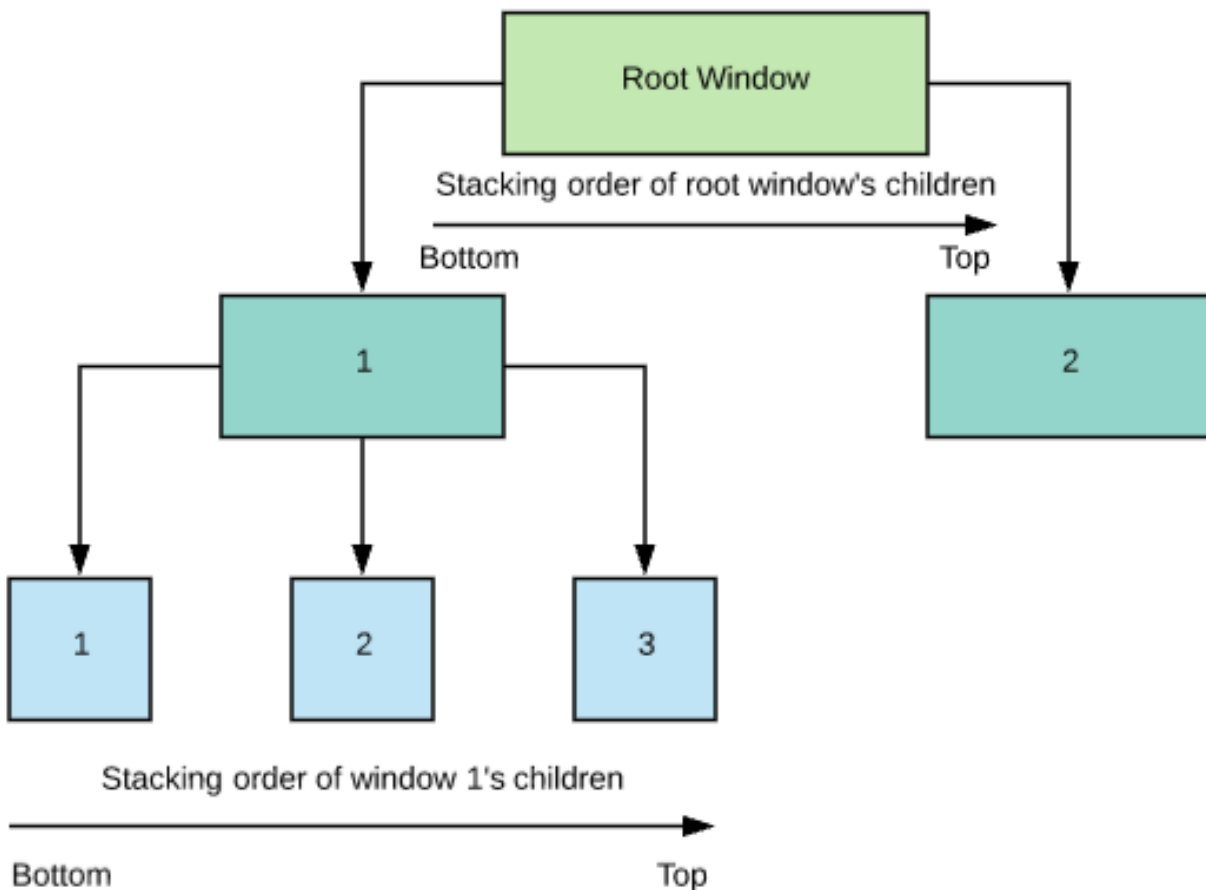 Root Window
Stacking order of root window's children
Bottom
Top
1
2
1
2
3
Stacking order of window 1's children
Bottom
Top